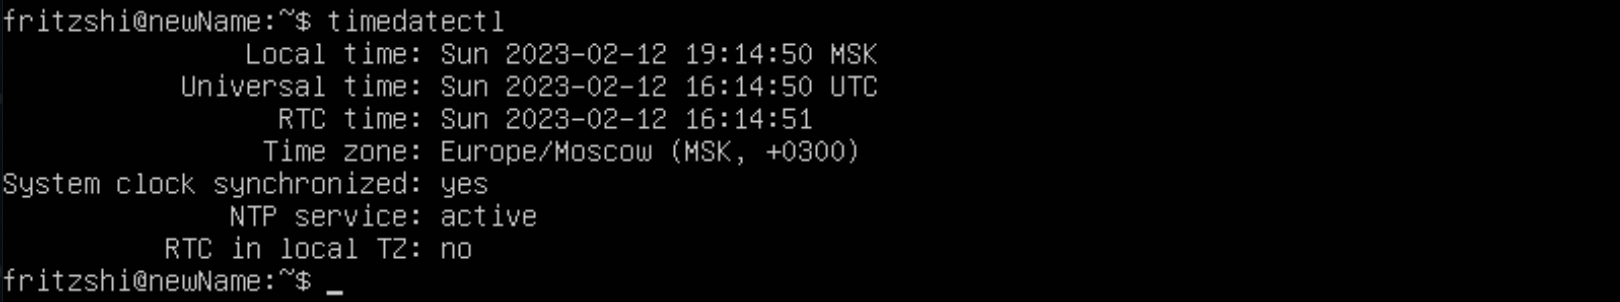 fritzshi@newName:~$ timedatectl
Local time: Sun 2023-02-12 19:14:50 MSK
Universal time: Sun 2023-02-12 16:14:50 UTC
RTC time: Sun 2023-02-12 16:14:51
Time zone: Europe/Moscow (MSK, +0300)
System clock synchronized: yes
NTP service: active
RTC in local TZ: no
fritzshi@newName:~$ _